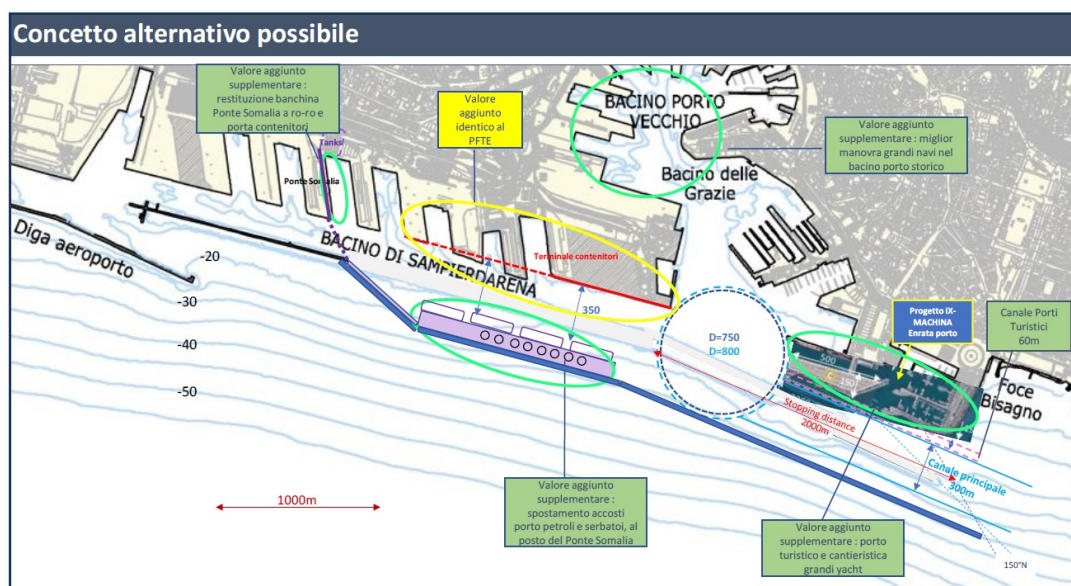 Concetto alternativo possibile
Valore aggiunto
supplementare :
restituzione banchina
Ponte Somalia a ro-ro e
porta contenitori
Tanks/
Ponte Somalia
Valore
aggiunto
identico al
PFTE
BACINO PORTO
VECCHIO
Bacino delle
Grazie
Valore aggiunto
supplementare : miglior
manovra grandi navi nel
bacino porto storico
Diga aeroporto
BACINO DI SAMPIERDARENA
Terminale contenitori
350
-20
-30
-40
-50
D=750
D=800
Progetto IX-
MACHINA
Enrata porto
Canale Porti
Turistici
60m
500
C
150
Foce
Bisagno
Stopping distance
2000m
Canale principale
300m
1000m
Valore aggiunto
supplementare :
spostamento accosti
porto petroli e serbatoi, al
posto del Ponte Somalia
Valore aggiunto
supplementare : porto
turistico e cantieristica
grandi yacht
150°N